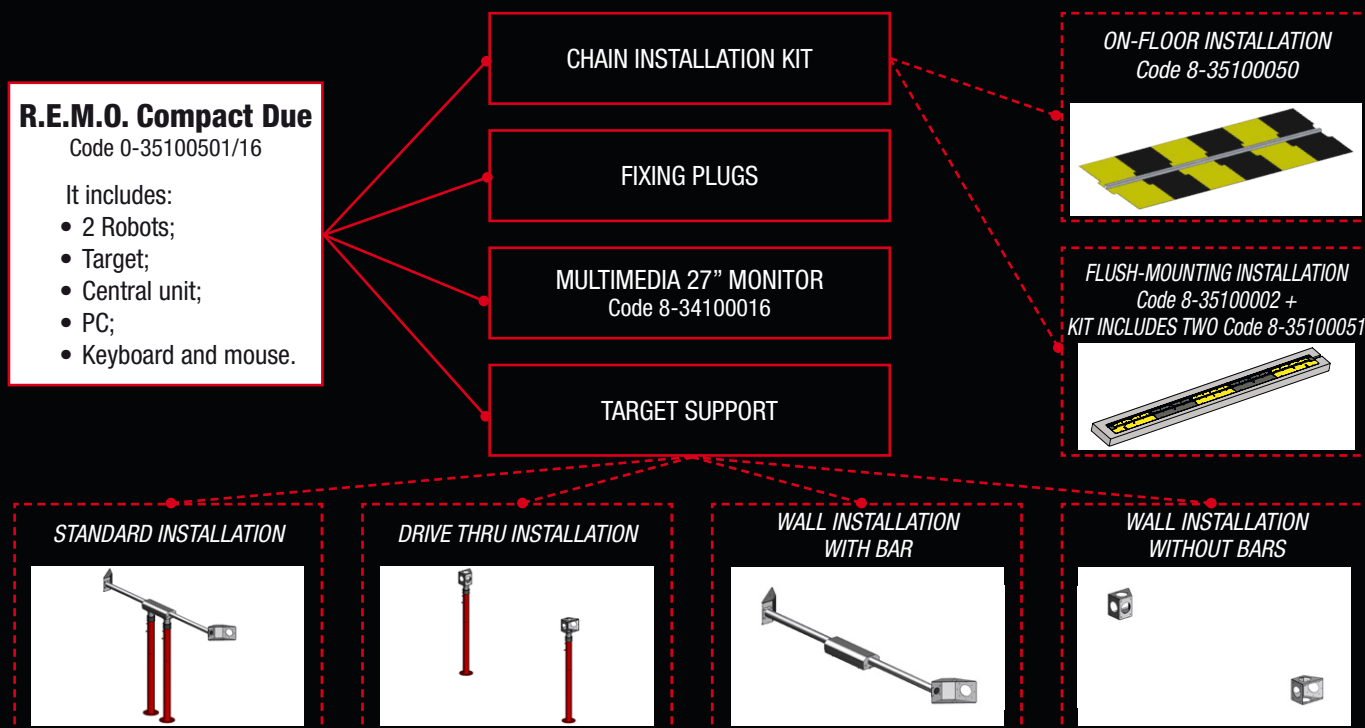 R.E.M.O. Compact Due
Code 0-35100501/16
It includes:
• 2 Robots;
• Target;
• Central unit;
• PC;
• Keyboard and mouse.
CHAIN INSTALLATION KIT
FIXING PLUGS
MULTIMEDIA 27” MONITOR
Code 8-34100016
TARGET SUPPORT
ON-FLOOR INSTALLATION
Code 8-35100050
FLUSH-MOUNTING INSTALLATION
Code 8-35100002 +
KIT INCLUDES TWO Code 8-35100051
STANDARD INSTALLATION
DRIVE THRU INSTALLATION
WALL INSTALLATION
WITH BAR
WALL INSTALLATION
WITHOUT BARS